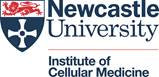 Newcastle
University
Institute of
Cellular Medicine